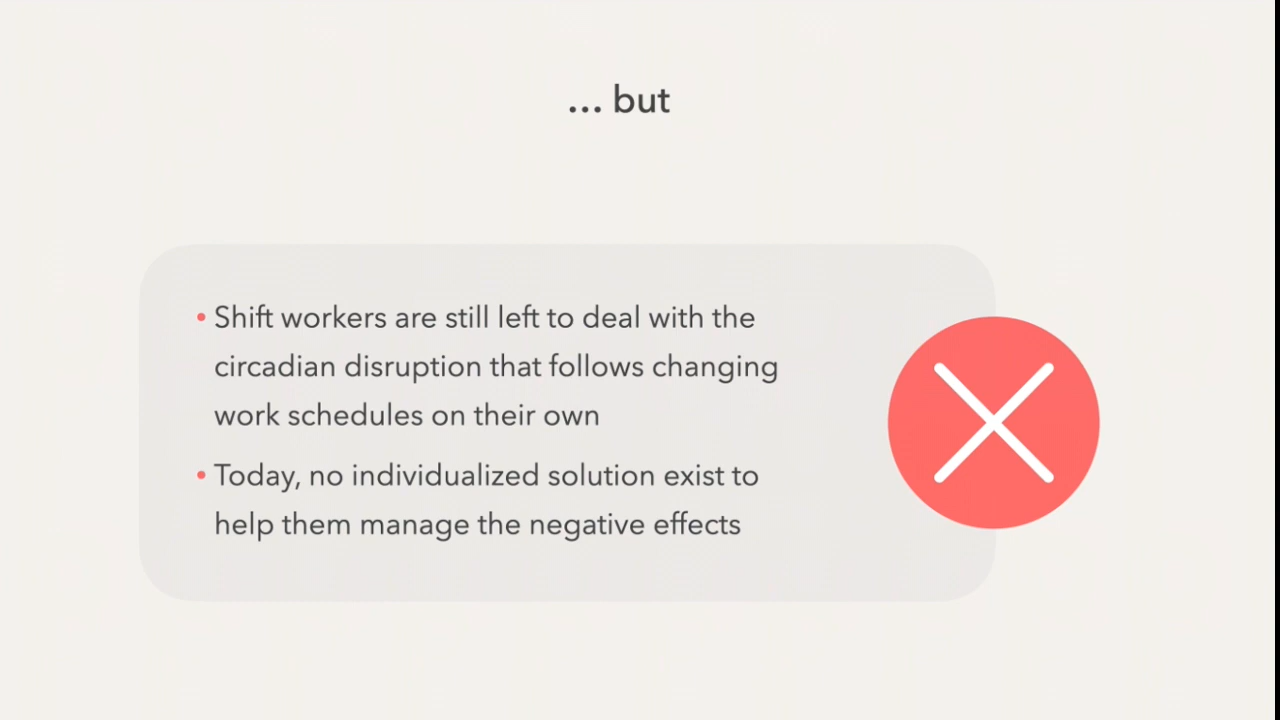 ... but
• Shift workers are still left to deal with the
circadian disruption that follows changing
work schedules on their own
• Today, no individualized solution exist to
help them manage the negative effects